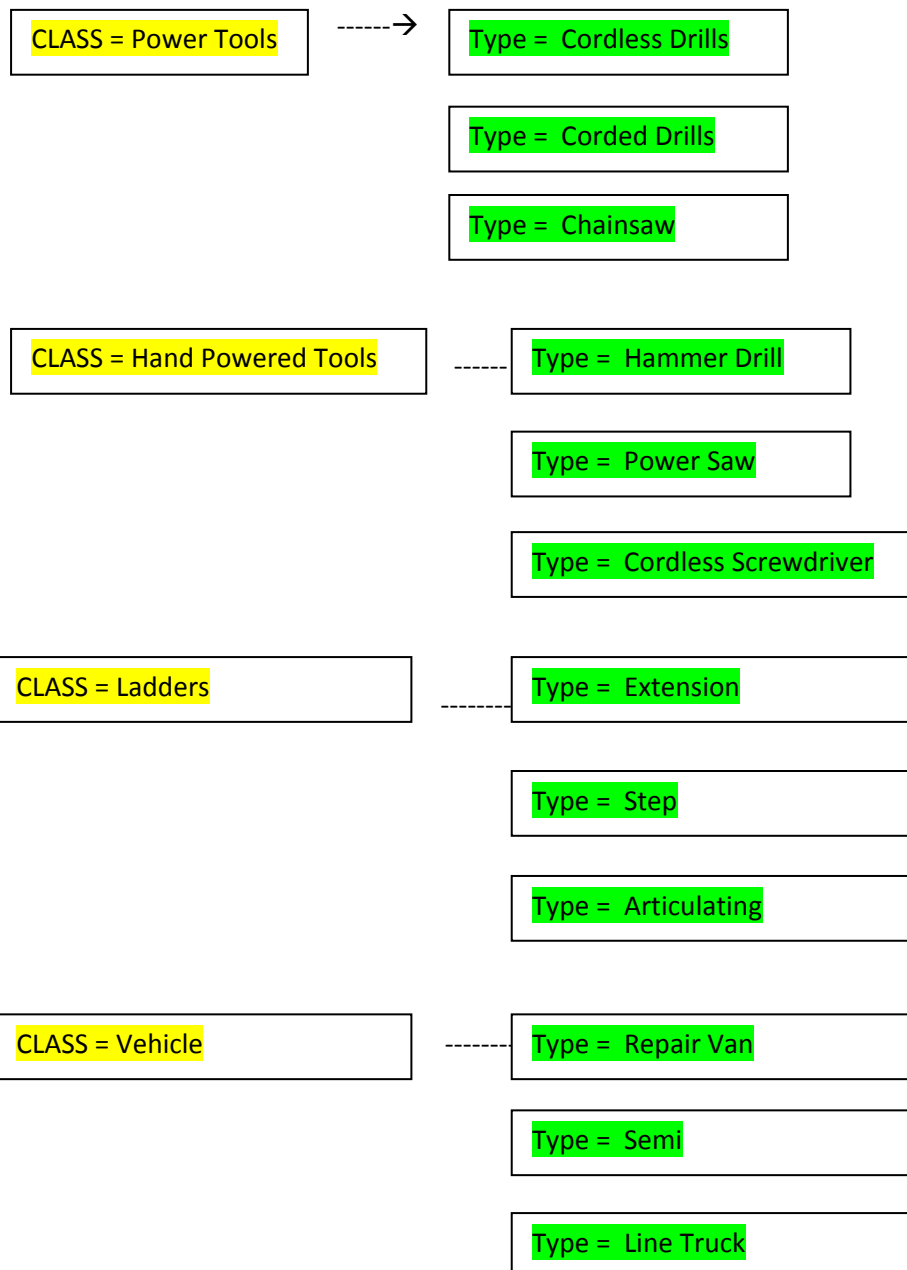 CLASS = Power Tools ------→ Type = Cordless Drills
Type = Corded Drills
Type = Chainsaw
CLASS = Hand Powered Tools ------ Type = Hammer Drill
Type = Power Saw
Type = Cordless Screwdriver
CLASS = Ladders -------- Type = Extension
Type = Step
Type = Articulating
CLASS = Vehicle -------- Type = Repair Van
Type = Semi
Type = Line Truck